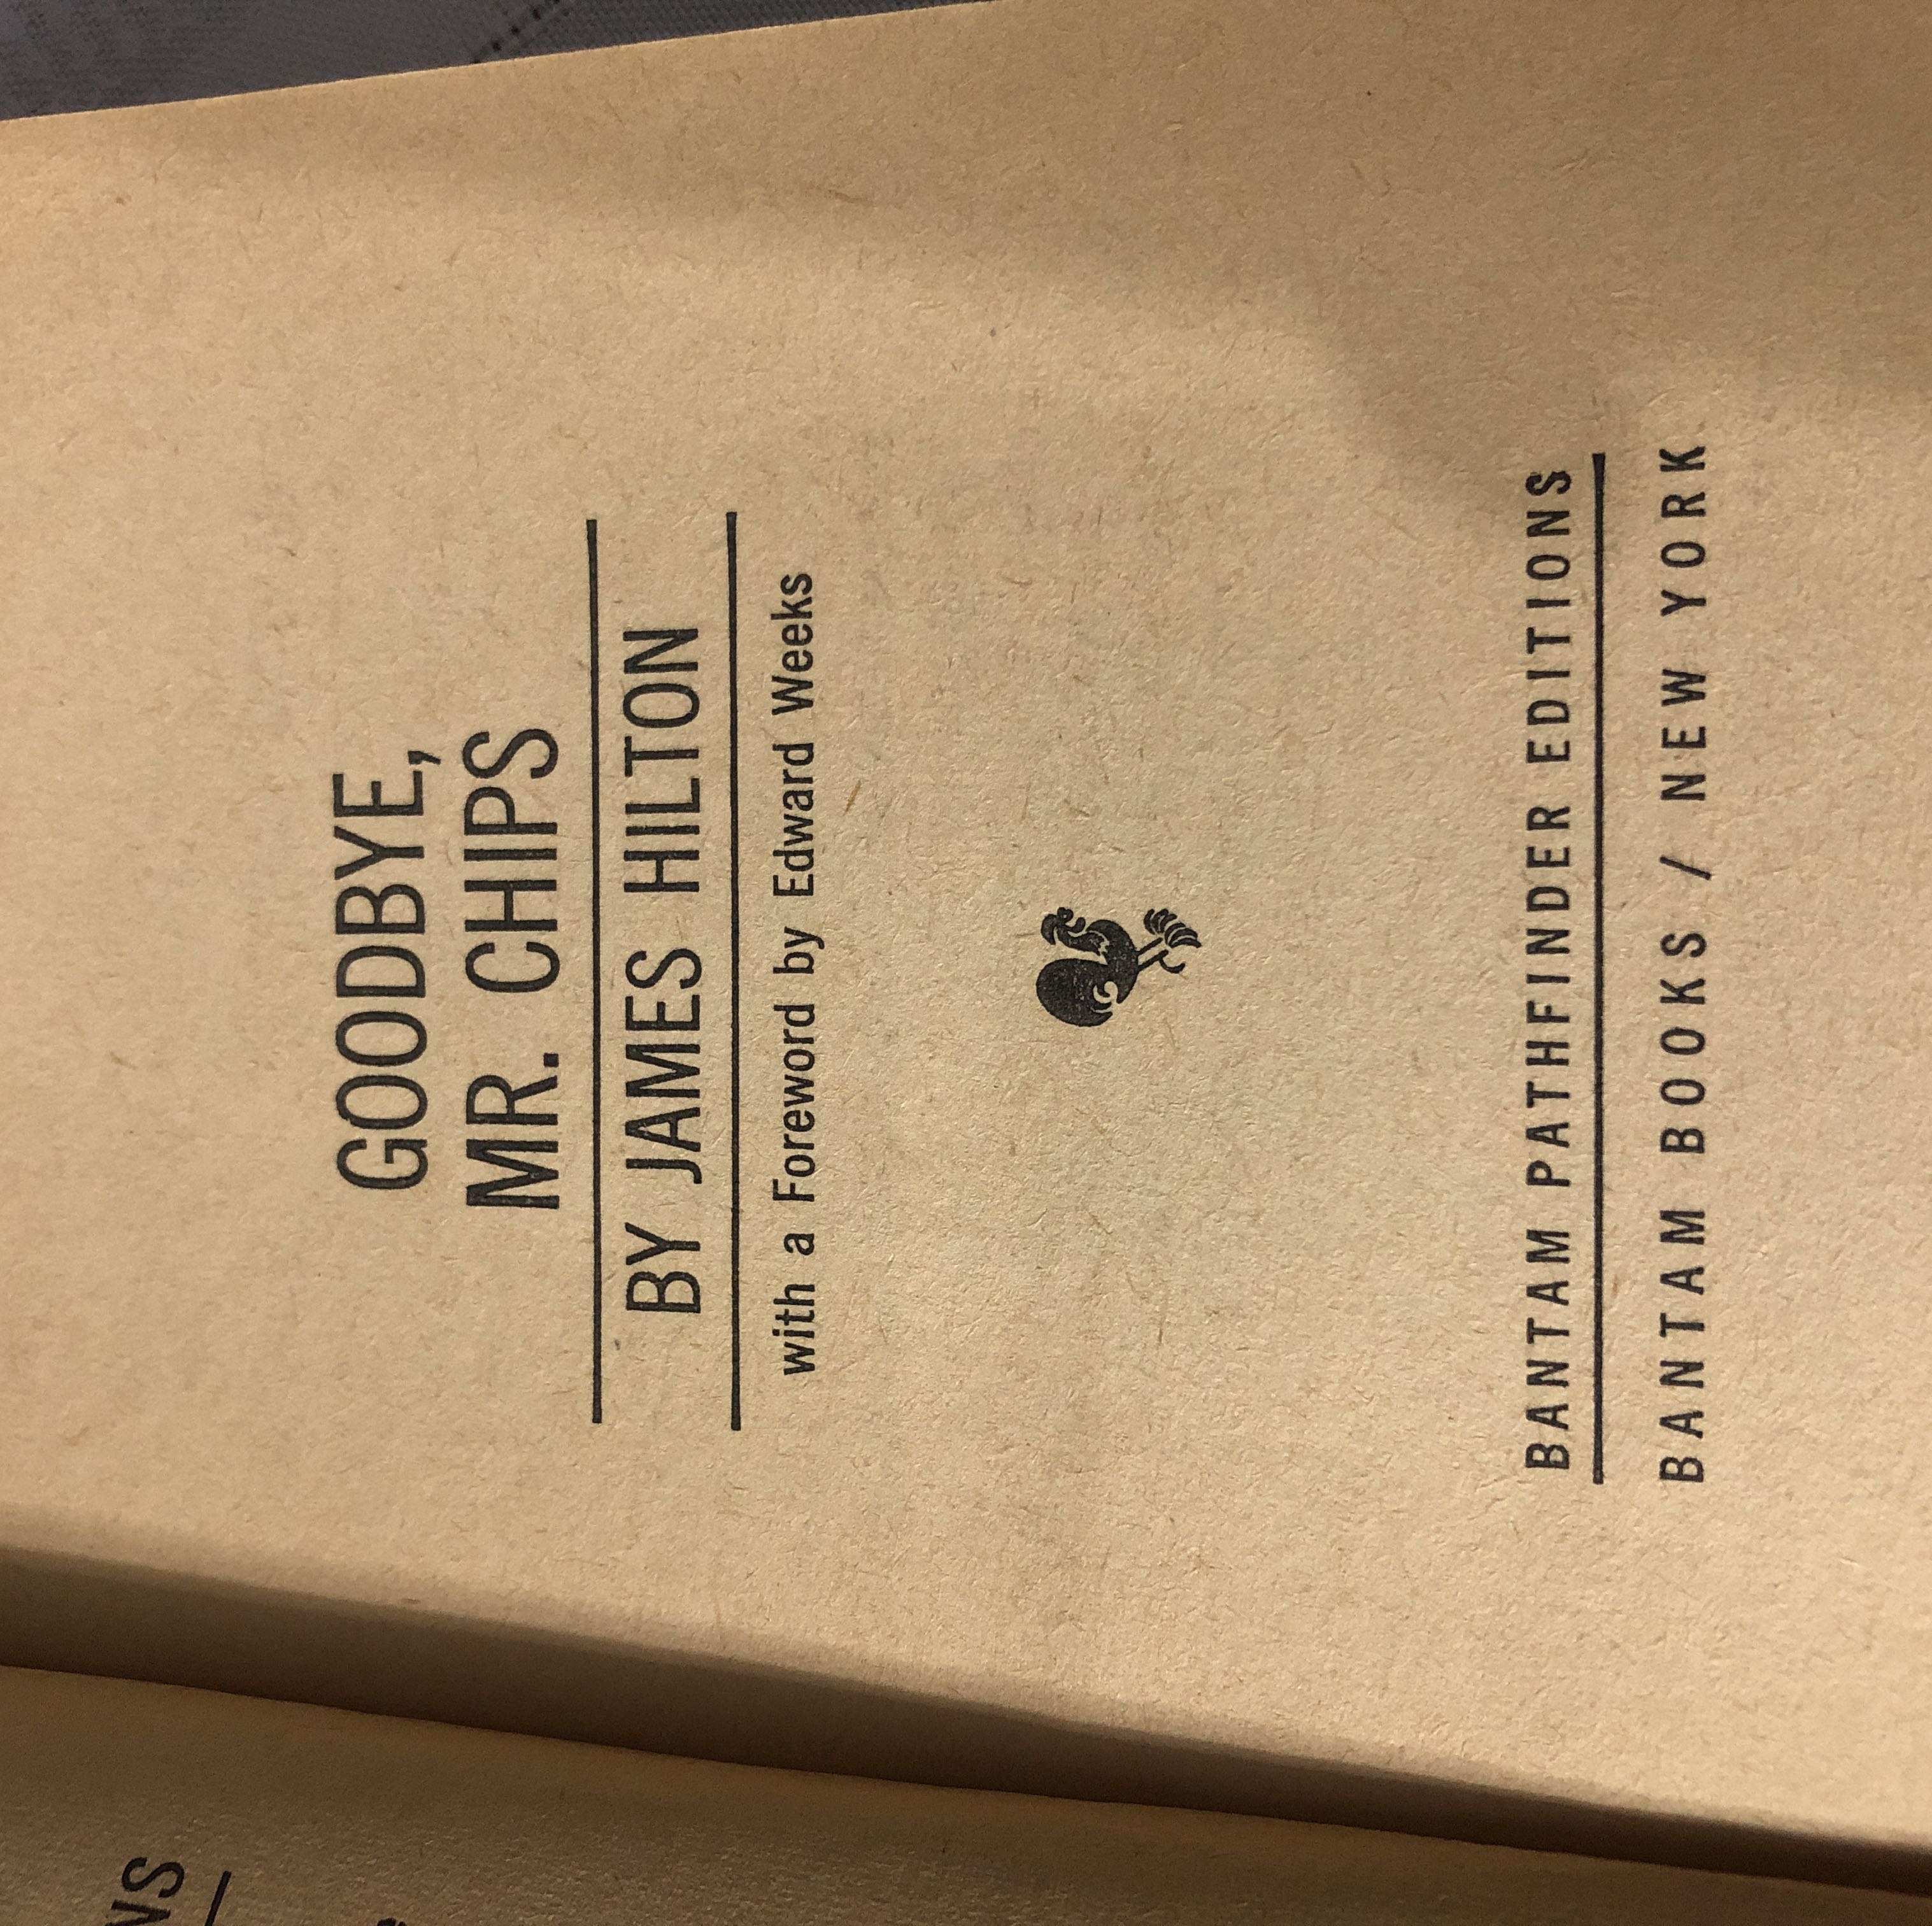 GOODBYE,
MR. CHIPS
BY JAMES HILTON
with a Foreword by Edward Weeks
BANTAM PATHFINDER EDITIONS
BANTAM BOOKS / NEW YORK